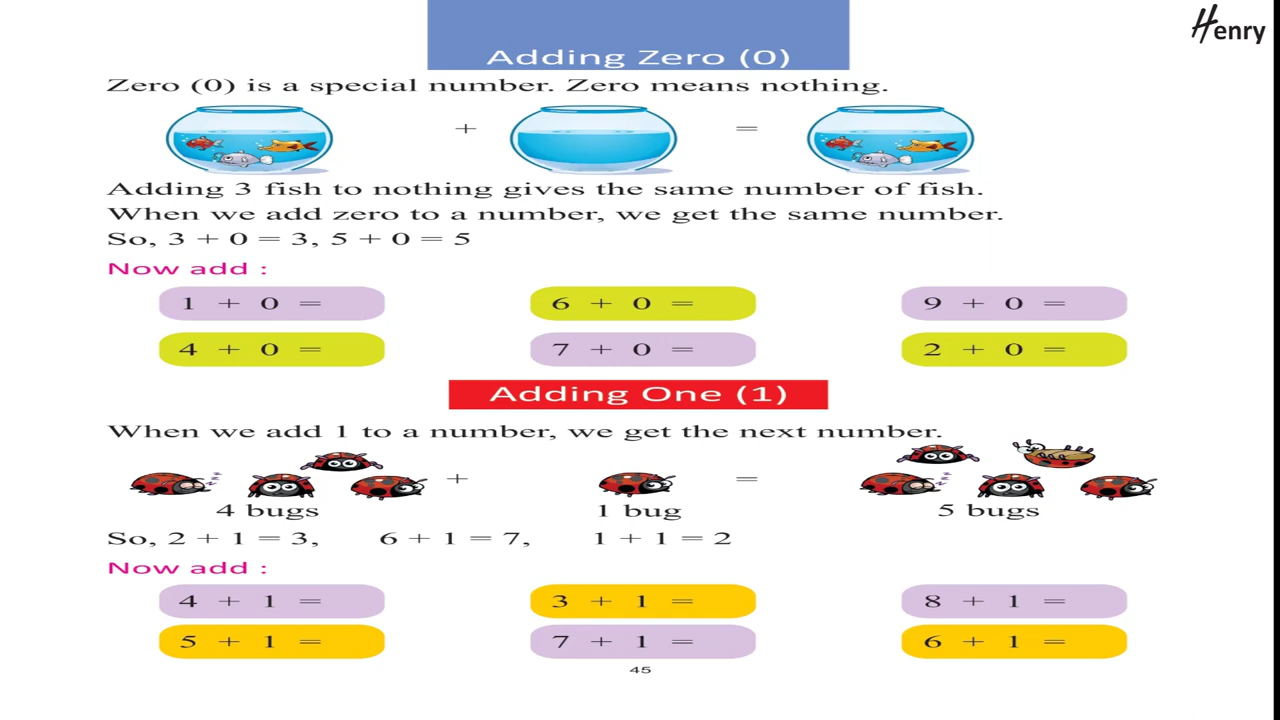 Henry
Adding Zero (0)
Zero (0) is a special number. Zero means nothing.
+ =
Adding 3 fish to nothing gives the same number of fish.
When we add zero to a number, we get the same number.
So, 3 + 0 = 3, 5 + 0 = 5
Now add :
1 + 0 = 6 + 0 = 9 + 0 =
4 + 0 = 7 + 0 = 2 + 0 =
Adding One (1)
When we add 1 to a number, we get the next number.
z z z + = z z z
4 bugs 1 bug 5 bugs
So, 2 + 1 = 3, 6 + 1 = 7, 1 + 1 = 2
Now add :
4 + 1 = 3 + 1 = 8 + 1 =
5 + 1 = 7 + 1 = 6 + 1 =
45